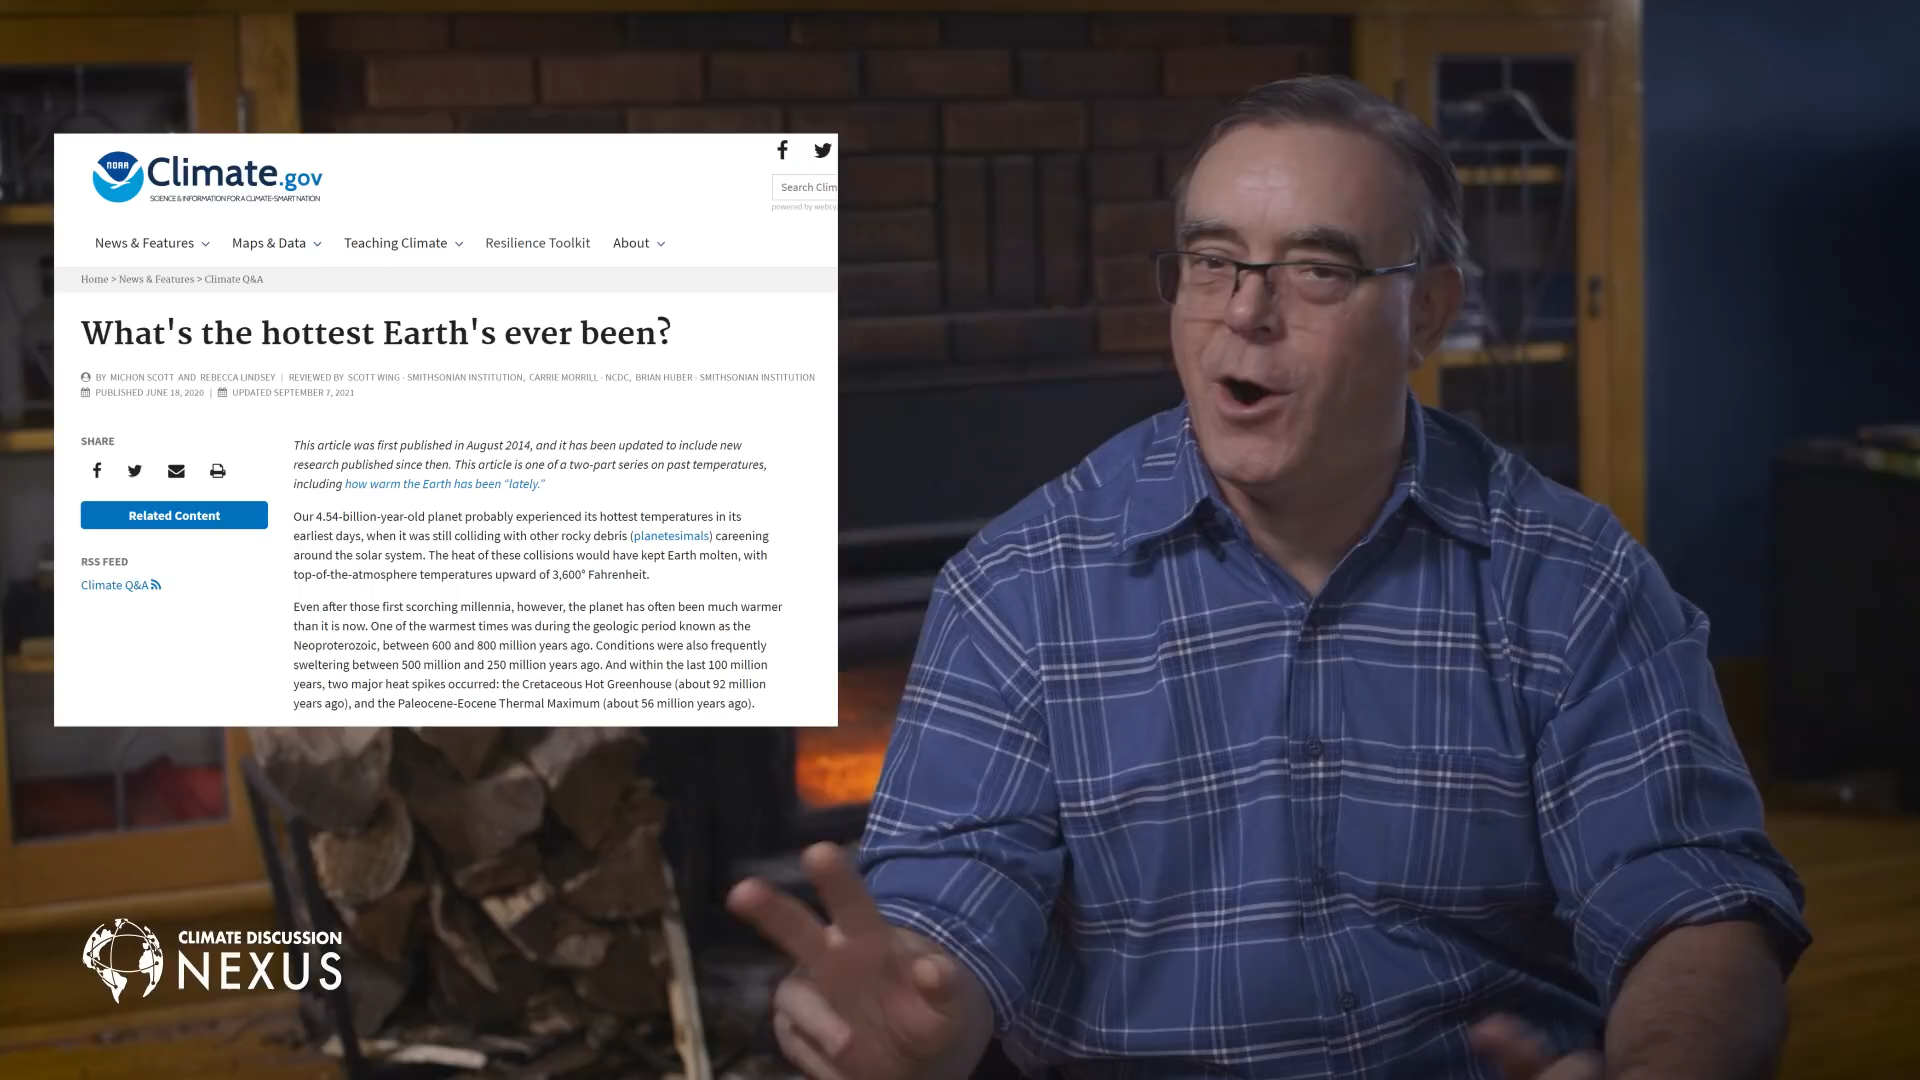 NOAA
Climate.gov
SCIENCE & INFORMATION FOR A CLIMATE-SMART NATION
Search Clim
powered by webLy
News & Features
Maps & Data
Teaching Climate
Resilience Toolkit
About
Home > News & Features > Climate Q&A
What's the hottest Earth's ever been?
BY MICHON SCOTT AND REBECCA LINDSEY | REVIEWED BY SCOTT WING - SMITHSONIAN INSTITUTION, CARRIE MORRILL - NCDC, BRIAN HUBER - SMITHSONIAN INSTITUTION
PUBLISHED JUNE 18, 2020 | UPDATED SEPTEMBER 7, 2021
SHARE
Related Content
RSS FEED
Climate Q&A
This article was first published in August 2014, and it has been updated to include new
research published since then. This article is one of a two-part series on past temperatures,
including how warm the Earth has been “lately.”
Our 4.54-billion-year-old planet probably experienced its hottest temperatures in its
earliest days, when it was still colliding with other rocky debris (planetesimals) careening
around the solar system. The heat of these collisions would have kept Earth molten, with
top-of-the-atmosphere temperatures upward of 3,600° Fahrenheit.
Even after those first scorching millennia, however, the planet has often been much warmer
than it is now. One of the warmest times was during the geologic period known as the
Neoproterozoic, between 600 and 800 million years ago. Conditions were also frequently
sweltering between 500 million and 250 million years ago. And within the last 100 million
years, two major heat spikes occurred: the Cretaceous Hot Greenhouse (about 92 million
years ago), and the Paleocene-Eocene Thermal Maximum (about 56 million years ago).
CLIMATE DISCUSSION
NEXUS